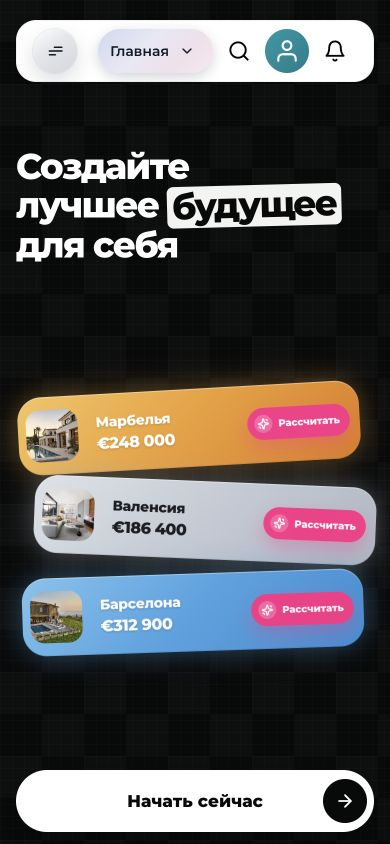 Главная
Создайте
лучшее будущее
для себя
Марбелья
€248 000
Рассчитать
Валенсия
€186 400
Рассчитать
Барселона
€312 900
Рассчитать
Начать сейчас